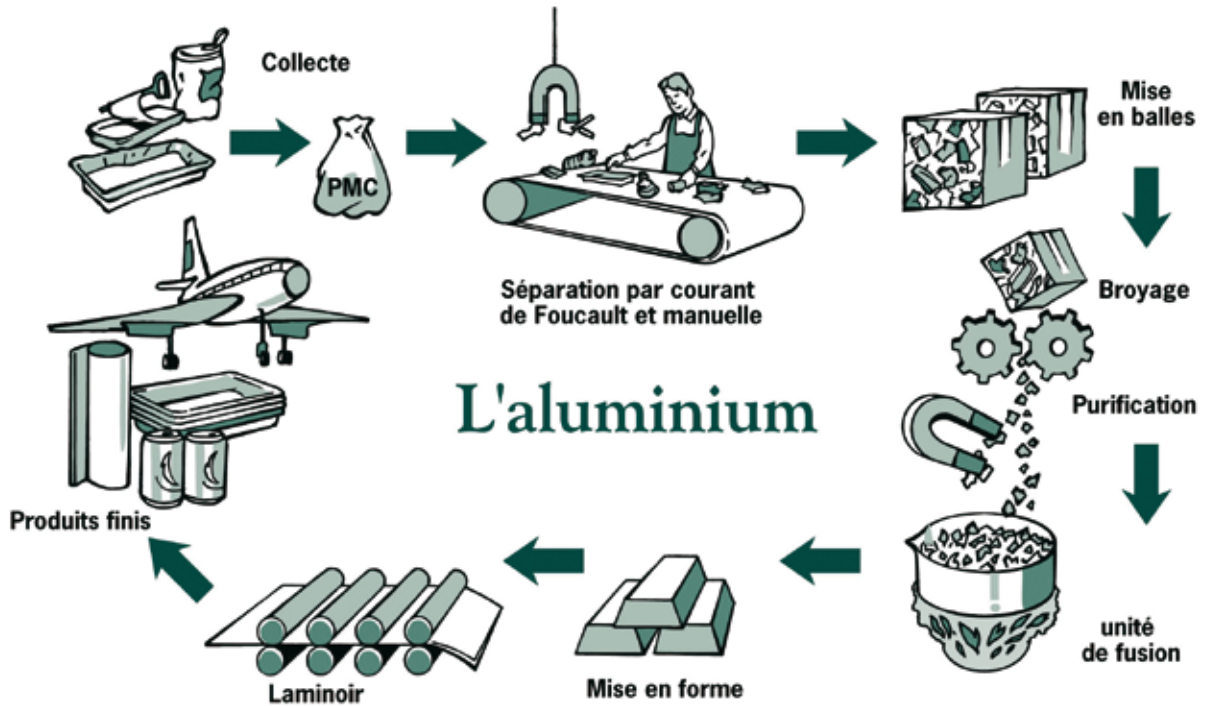 Collecte
PMC
Séparation par courant
de Foucault et manuelle
Mise
en balles
Broyage
Purification
unité
de fusion
Mise en forme
Laminoir
Produits finis
L'aluminium